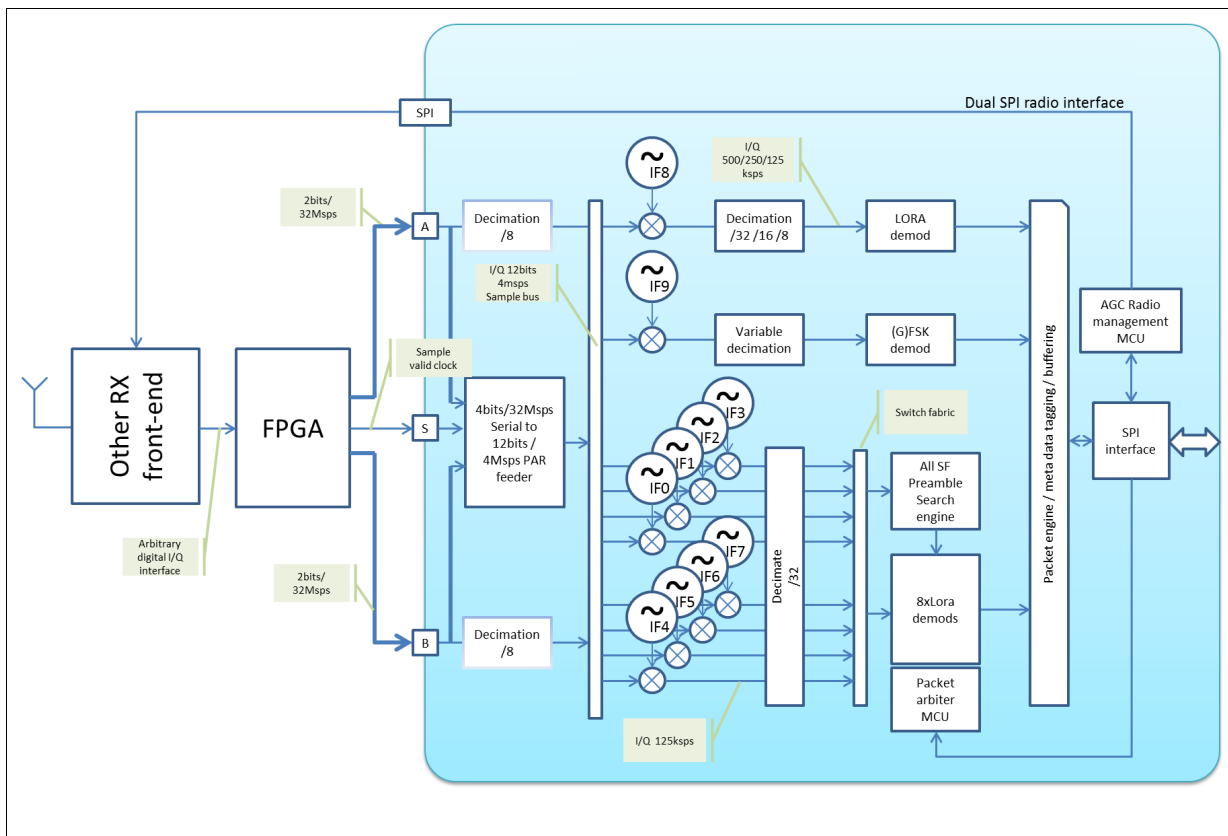 Dual SPI radio interface
SPI
IF8
I/Q
500/250/125
ksps
2bits/
32Msps
A
Decimation
/8
Decimation
/32 /16 /8
LORA
demod
I/Q 12bits
4msps
Sample bus
IF9
AGC Radio
management
MCU
Variable
decimation
(G)FSK
demod
Sample
valid clock
Other RX
front-end
FPGA
S
4bits/32Msps
Serial to
12bits /
4Msps PAR
feeder
IF3
IF2
IF1
IF0
Switch fabric
SPI
interface
All SF
Preamble
Search
engine
Packet engine / meta data tagging / buffering
Arbitrary
digital I/Q
interface
IF7
IF6
IF5
IF4
Decimate
/32
2bits/
32Msps
8xLora
demods
B
Decimation
/8
Packet
arbiter
MCU
I/Q 125ksps